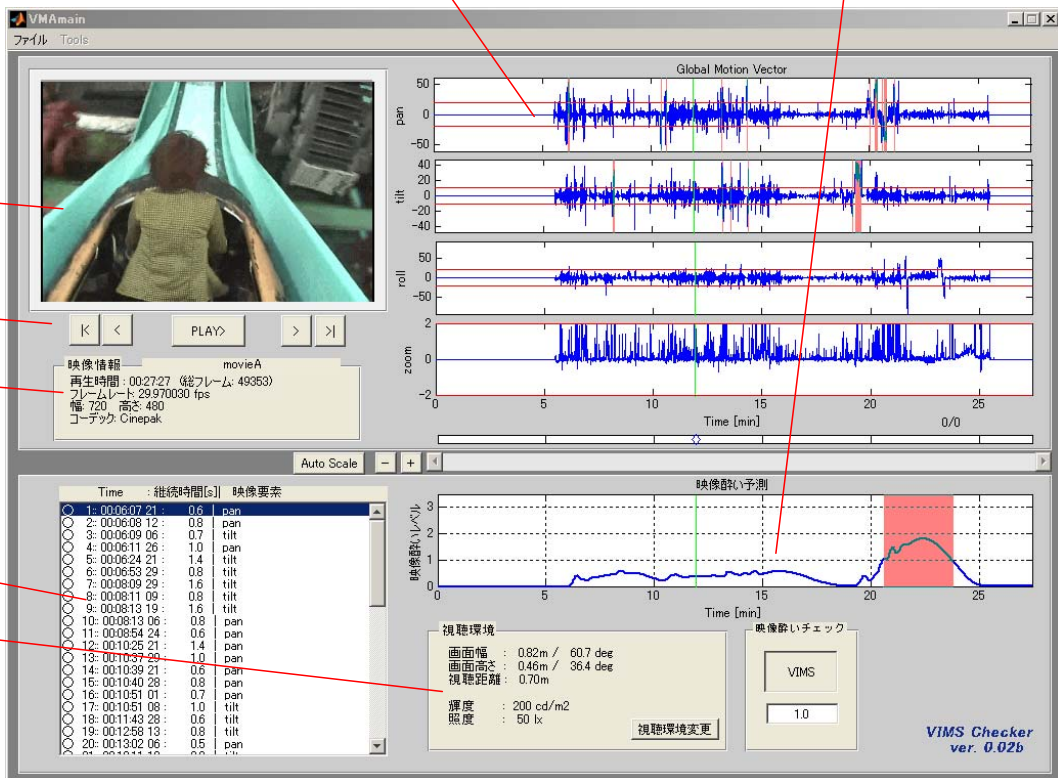 VMAmain
ファイル Tools
Global Motion Vector
pan
50
0
-50
tilt
40
20
0
-20
-40
roll
50
0
-50
zoom
2
0
-2
0 5 10 15 20 25
Time [min]
0/0
PLAY>
映像情報 movieA
再生時間 : 00:27:27 (総フレーム: 49353)
フレームレート: 29.970030 fps
幅: 720 高さ: 480
コーデック: Cinepak
Auto Scale - +
Time : 継続時間[s]| 映像要素
1:: 00:06:07 21 : 0.6 | pan
2:: 00:06:08 12 : 0.8 | pan
3:: 00:06:09 06 : 0.7 | tilt
4:: 00:06:11 26 : 1.0 | pan
5:: 00:06:24 21 : 1.4 | tilt
6:: 00:06:53 29 : 0.8 | tilt
7:: 00:08:09 29 : 1.6 | tilt
8:: 00:08:11 09 : 0.8 | tilt
9:: 00:08:13 19 : 1.6 | tilt
10:: 00:08:13 06 : 0.8 | pan
11:: 00:08:54 24 : 0.6 | pan
12:: 00:10:25 21 : 1.4 | pan
13:: 00:10:37 29 : 1.0 | pan
14:: 00:10:39 21 : 0.6 | pan
15:: 00:10:40 28 : 0.8 | pan
16:: 00:10:51 01 : 0.7 | pan
17:: 00:10:51 08 : 1.0 | tilt
18:: 00:11:43 28 : 0.6 | tilt
19:: 00:12:58 13 : 0.8 | tilt
20:: 00:13:02 06 : 0.5 | pan
映像酔い予測
映像酔いレベル
3
2
1
0
0 5 10 15 20 25
Time [min]
視聴環境
画面幅 : 0.82m / 60.7 deg
画面高さ : 0.46m / 36.4 deg
視聴距離 : 0.70m
輝度 : 200 cd/m2
照度 : 50 lx
視聴環境変更
映像酔いチェック
VIMS
1.0
VIMS Checker
ver. 0.02b